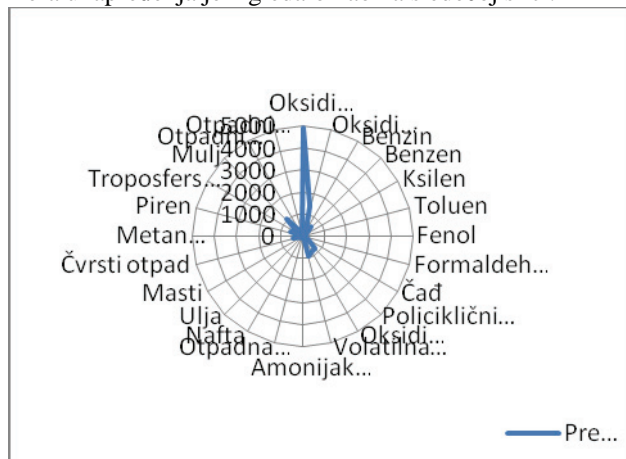 Oksidi...
Oksidi...
Benzin
Benzen
Ksilen
Toluen
Fenol
Formaldeh...
Čađ
Policiklični...
Oksidi...
Volatilna...
Amonijak...
Otpadna...
Nafta
Ulja
Masti
Čvrsti otpad
Metan...
Piren
Troposfers...
Mulj
Otpadni...
Otpadni...
5000
4000
3000
2000
1000
0
Pre...